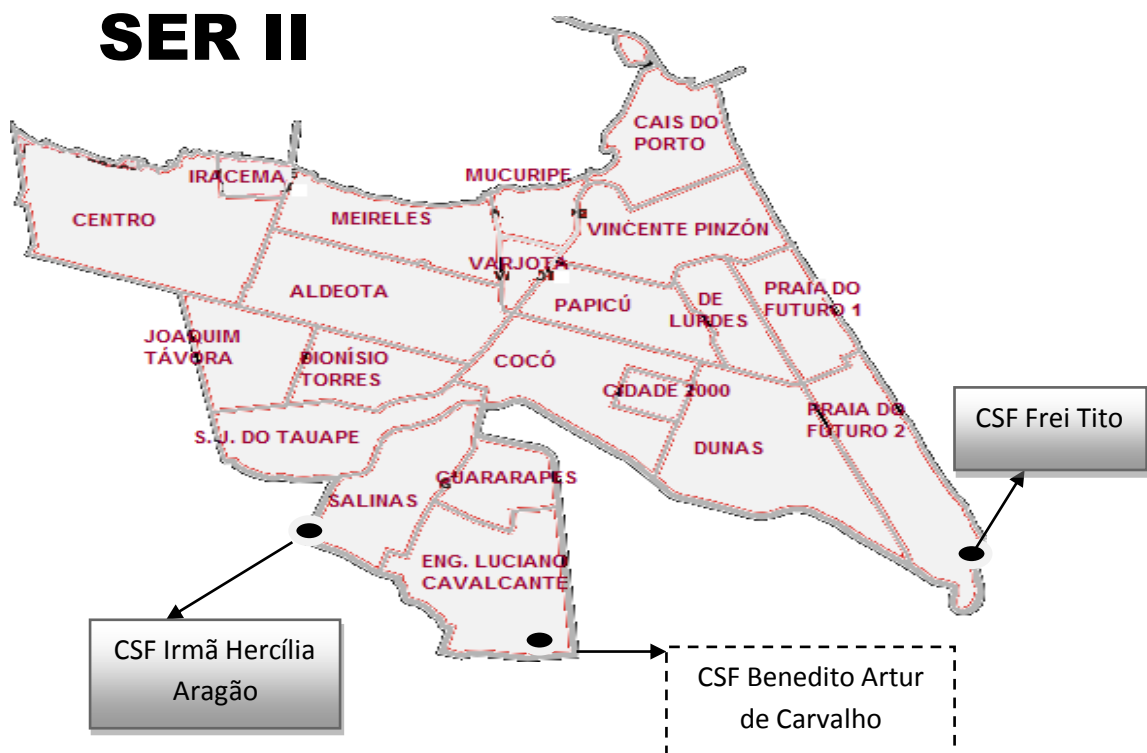 SER II
CAIS DO
PORTO
IRACEMA
MUCURIPE
CENTRO
MEIRELES
VINCENTE PINZÓN
VARJOTA
ALDEOTA
PAPICÚ
DE
LURDES
PRAIA DO
FUTURO 1
JOAQUIM
TÁVORA
DIONÍSIO
TORRES
COCÓ
CIDADE 2000
PRAIA DO
FUTURO 2
CSF Frei Tito
S. J. DO TAUAPE
DUNAS
GUARARAPES
SALINAS
ENG. LUCIANO
CAVALCANTE
CSF Irmã Hercília
Aragão
CSF Benedito Artur
de Carvalho